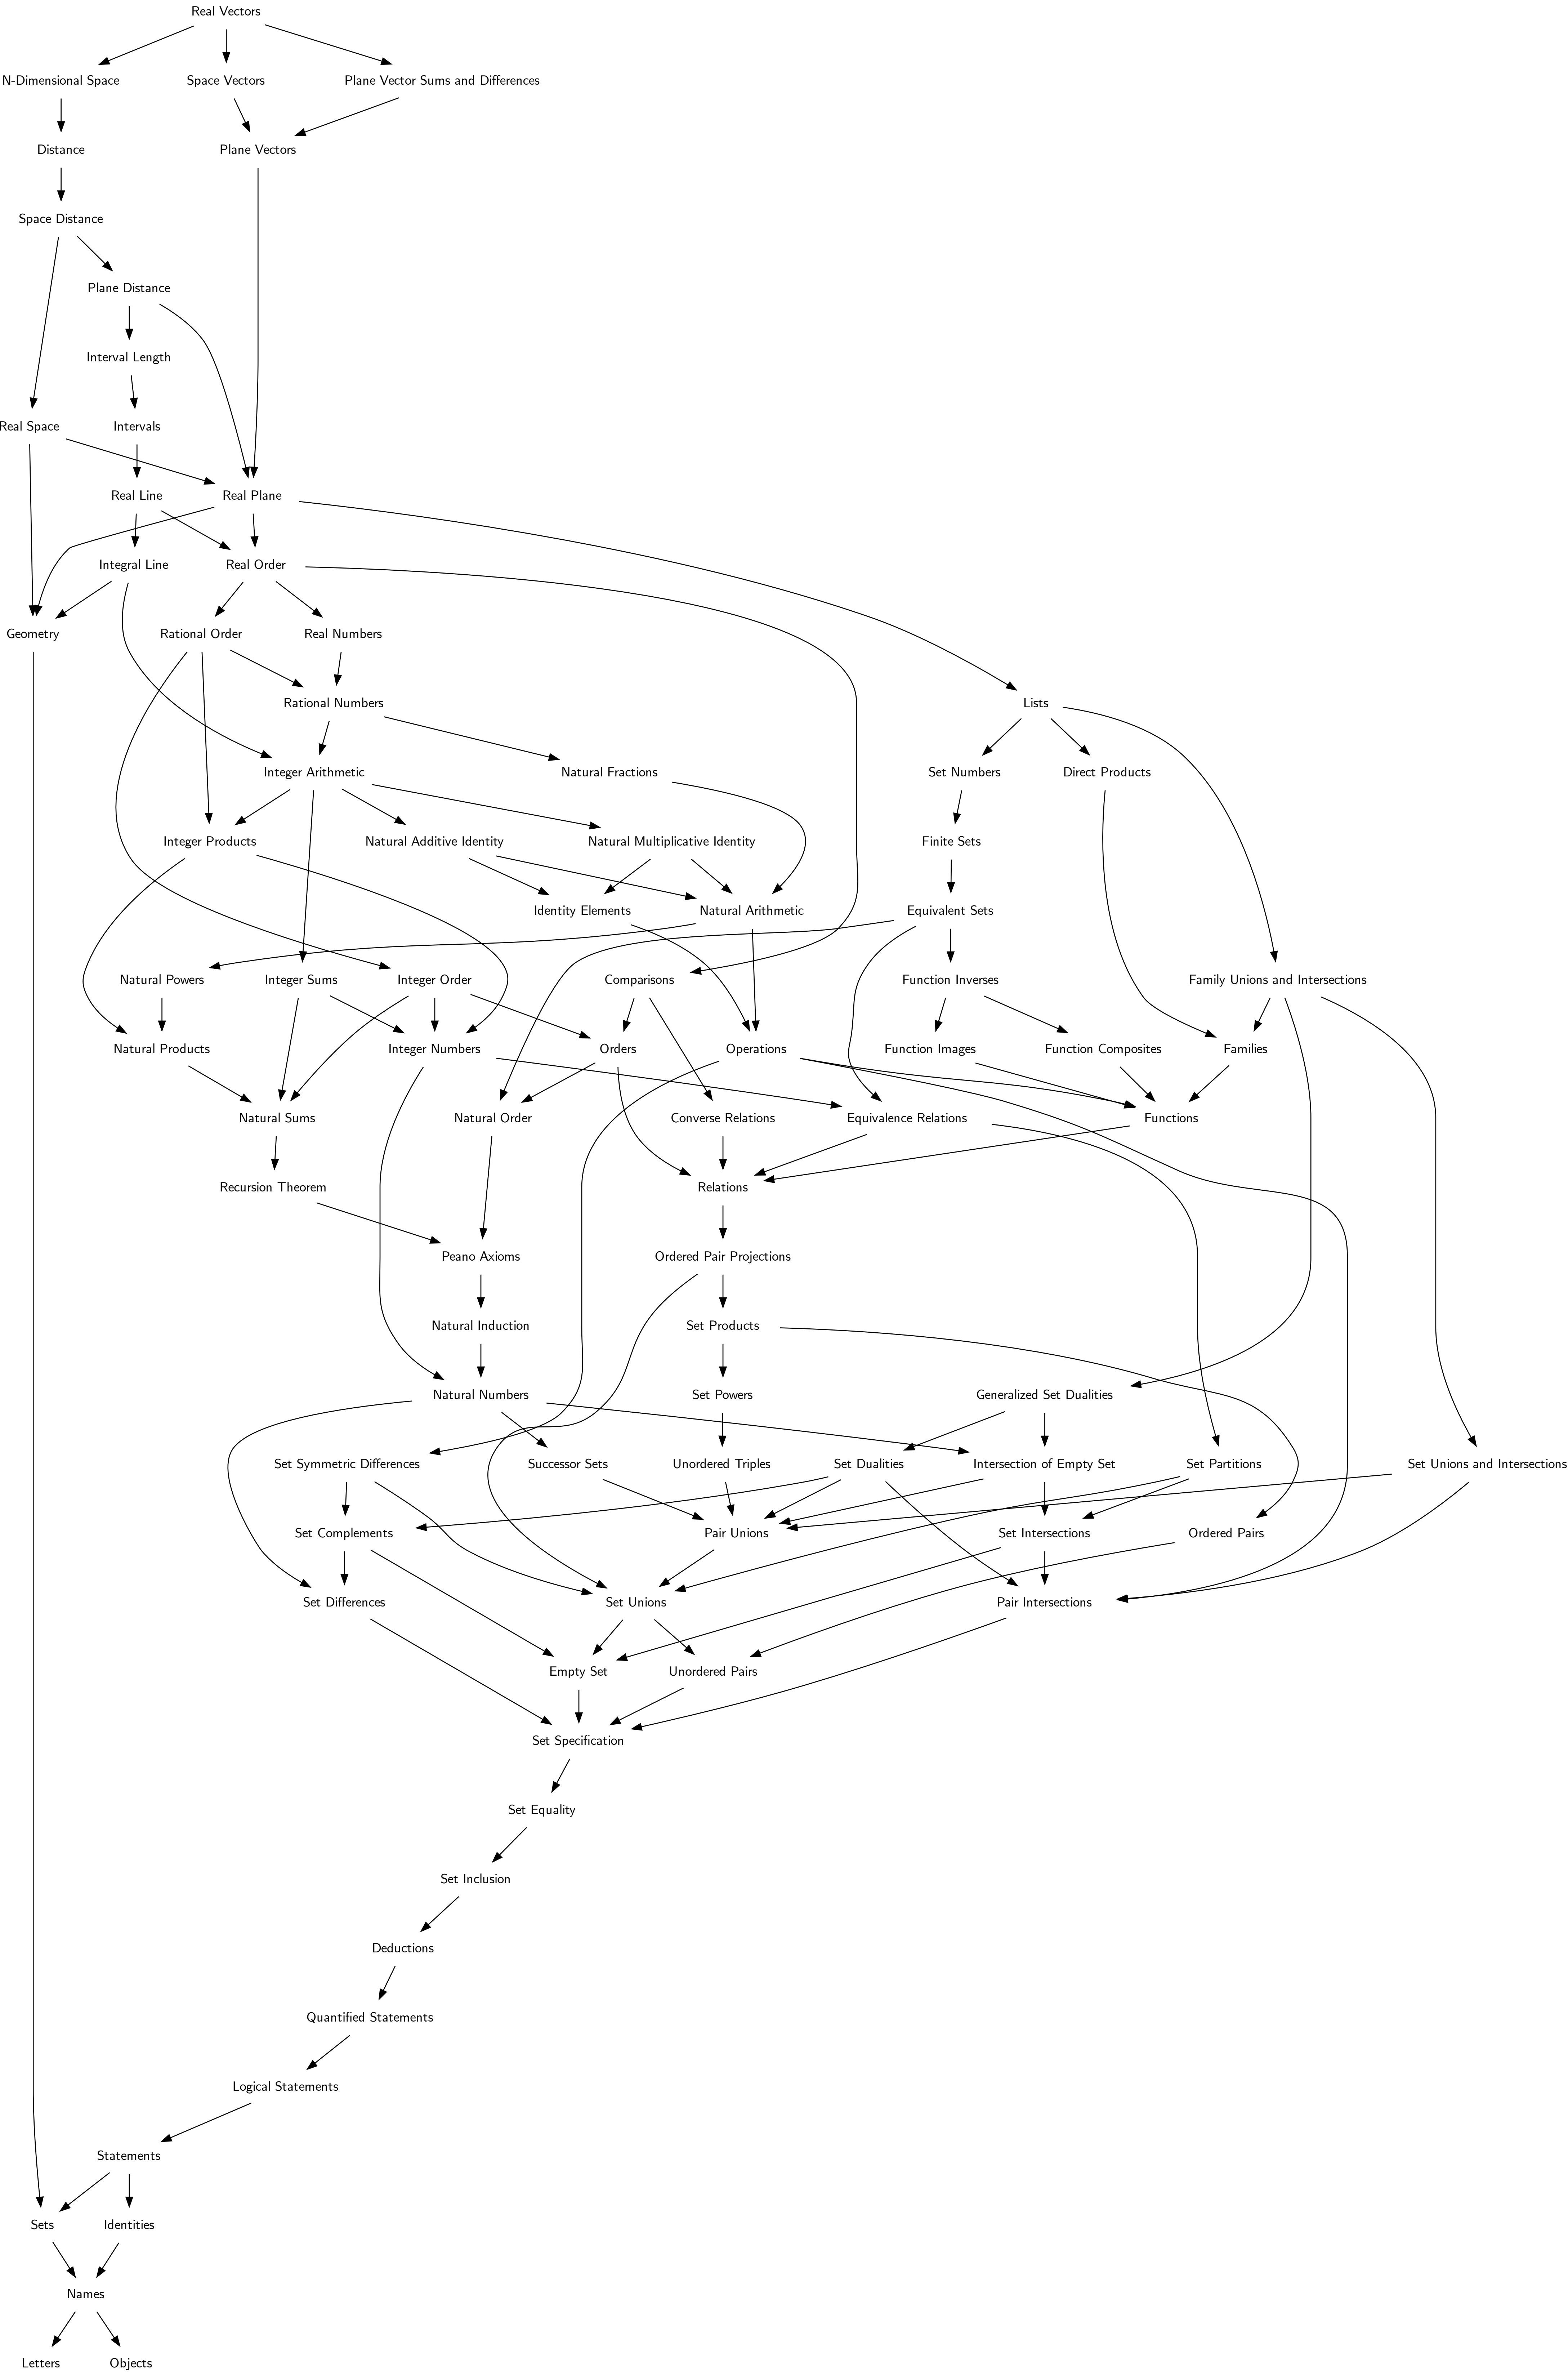 Real Vectors
N-Dimensional Space
Space Vectors
Plane Vector Sums and Differences
Distance
Plane Vectors
Space Distance
Plane Distance
Interval Length
Real Space
Intervals
Real Line
Real Plane
Integral Line
Real Order
Geometry
Rational Order
Real Numbers
Rational Numbers
Lists
Integer Arithmetic
Natural Fractions
Set Numbers
Direct Products
Integer Products
Natural Additive Identity
Natural Multiplicative Identity
Finite Sets
Identity Elements
Natural Arithmetic
Equivalent Sets
Natural Powers
Integer Sums
Integer Order
Comparisons
Function Inverses
Family Unions and Intersections
Natural Products
Integer Numbers
Orders
Operations
Function Images
Function Composites
Families
Natural Sums
Natural Order
Converse Relations
Equivalence Relations
Functions
Recursion Theorem
Relations
Peano Axioms
Ordered Pair Projections
Natural Induction
Set Products
Natural Numbers
Set Powers
Generalized Set Dualities
Set Symmetric Differences
Successor Sets
Unordered Triples
Set Dualities
Intersection of Empty Set
Set Partitions
Set Unions and Intersections
Set Complements
Pair Unions
Set Intersections
Ordered Pairs
Set Differences
Set Unions
Pair Intersections
Empty Set
Unordered Pairs
Set Specification
Set Equality
Set Inclusion
Deductions
Quantified Statements
Logical Statements
Statements
Sets
Identities
Names
Letters
Objects